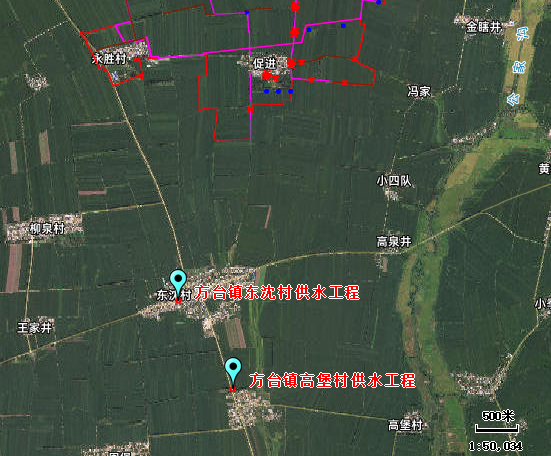 金瞎井
永胜村
促进
冯家
小四队
黄
柳泉村
高泉井
东沈村
方台镇东沈村供水工程
小
王家井
方台镇高堡村供水工程
500米
高堡村
1:50,034